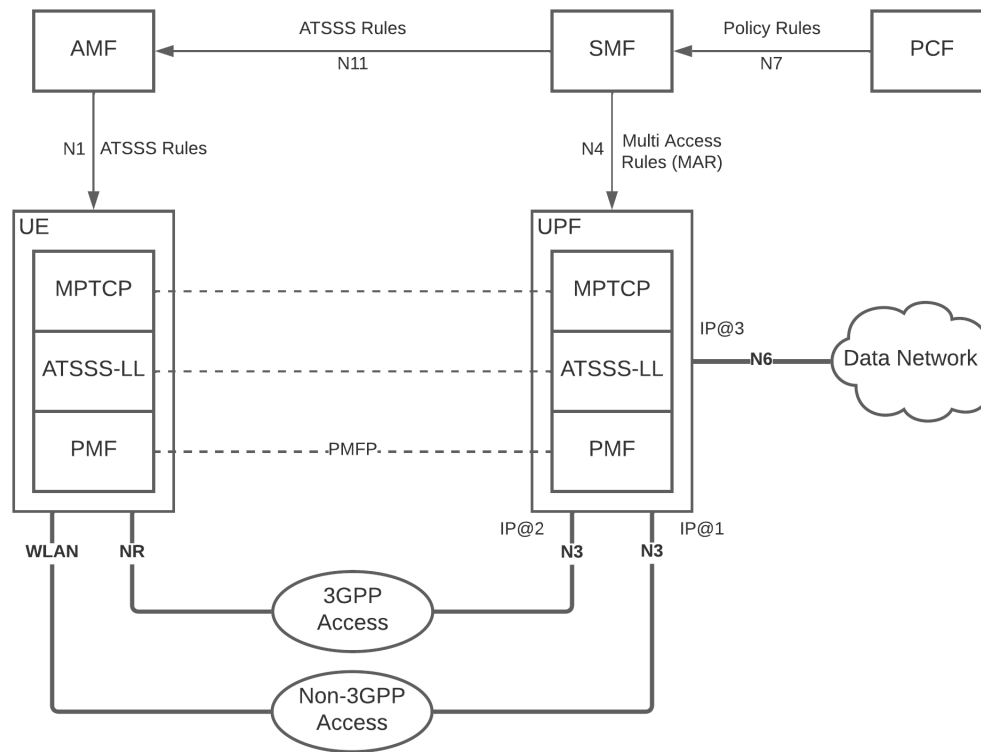 ATSSS Rules
Policy Rules
AMF
SMF
PCF
N11
N7
N1
ATSSS Rules
N4
Multi Access
Rules (MAR)
UE
UPF
MPTCP
MPTCP
IP@3
ATSSS-LL
ATSSS-LL
N6
Data Network
PMF
PMFP
PMF
IP@2
IP@1
WLAN
NR
N3
N3
3GPP
Access
Non-3GPP
Access